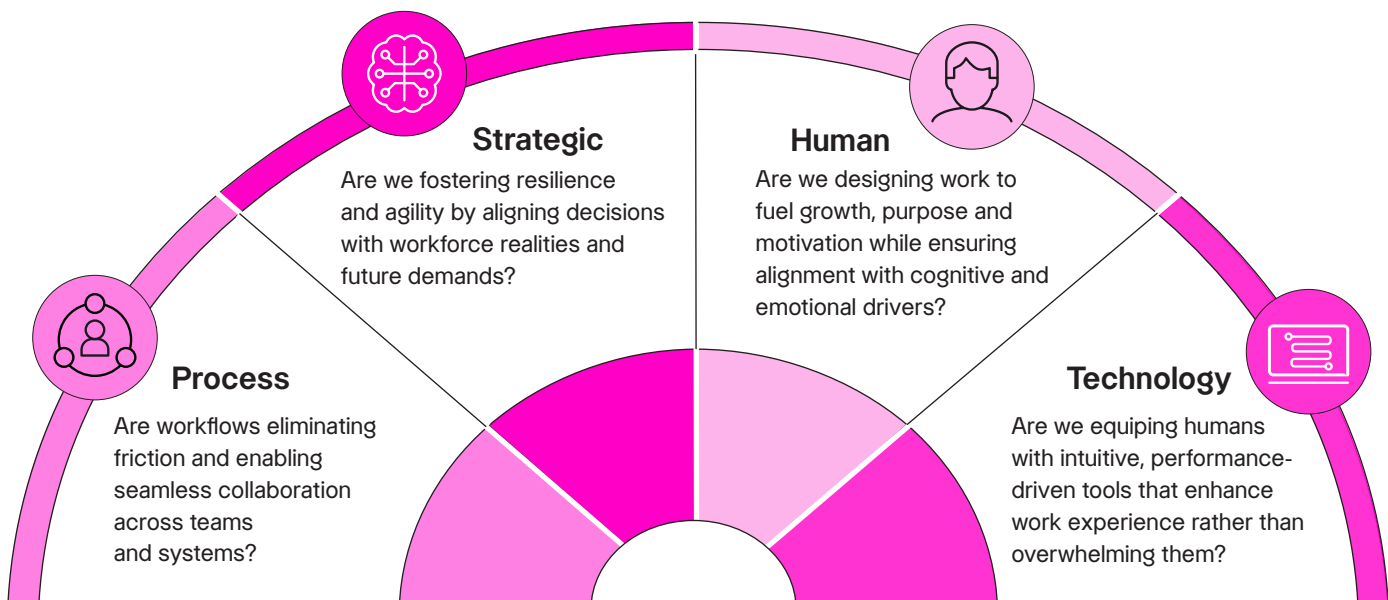 Strategic
Are we fostering resilience
and agility by aligning decisions
with workforce realities and
future demands?
Human
Are we designing work to
fuel growth, purpose and
motivation while ensuring
alignment with cognitive and
emotional drivers?
Process
Are workflows eliminating
friction and enabling
seamless collaboration
across teams
and systems?
Technology
Are we equiping humans
with intuitive, performance-
driven tools that enhance
work experience rather than
overwhelming them?